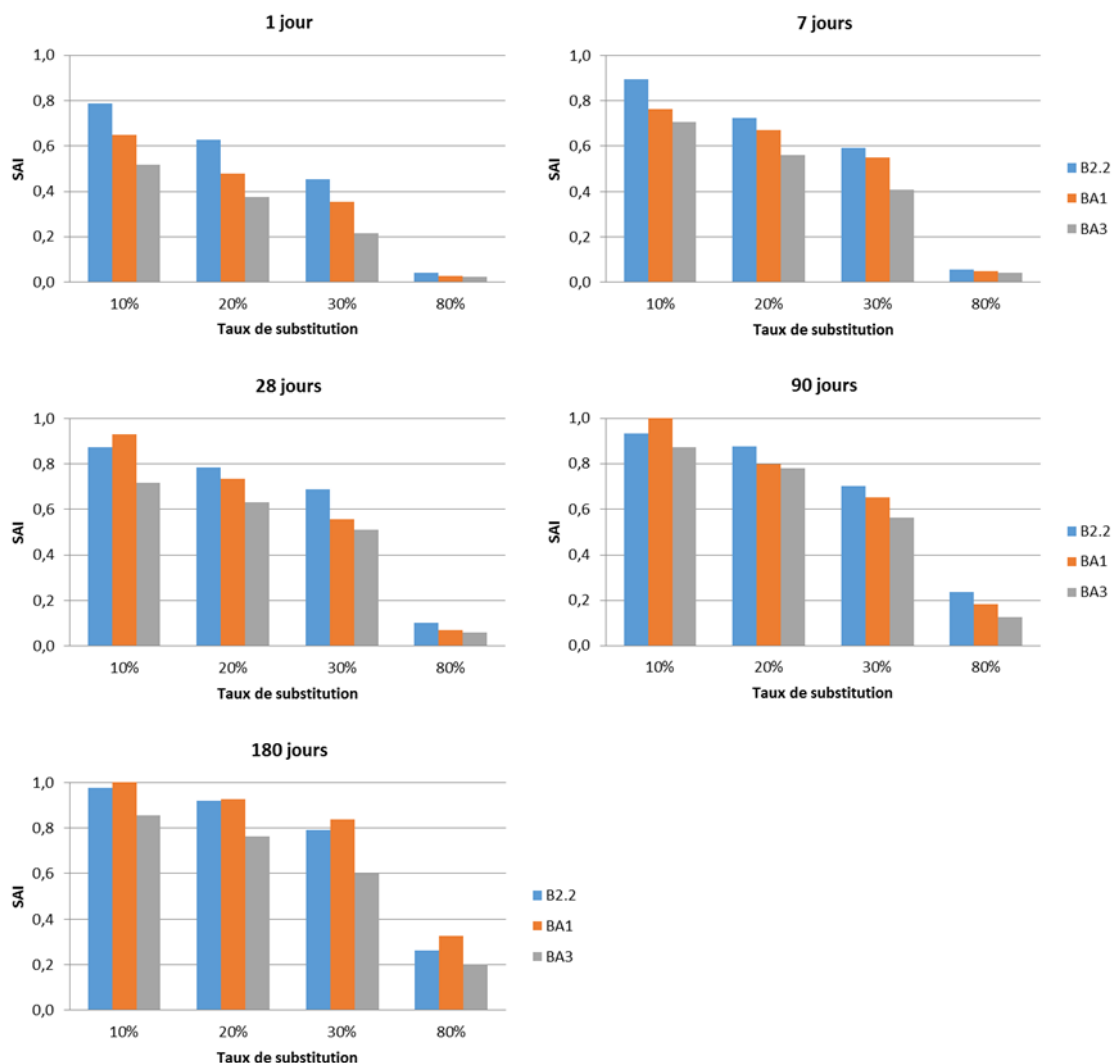 1 jour
1,0
0,8
0,6
0,4
0,2
0,0
SAI
10% 20% 30% 80%
Taux de substitution
7 jours
1,0
0,8
0,6
0,4
0,2
0,0
SAI
10% 20% 30% 80%
Taux de substitution
B2.2
BA1
BA3
28 jours
1,0
0,8
0,6
0,4
0,2
0,0
SAI
10% 20% 30% 80%
Taux de substitution
90 jours
1,0
0,8
0,6
0,4
0,2
0,0
SAI
10% 20% 30% 80%
Taux de substitution
B2.2
BA1
BA3
180 jours
1,0
0,8
0,6
0,4
0,2
0,0
SAI
10% 20% 30% 80%
Taux de substitution
B2.2
BA1
BA3